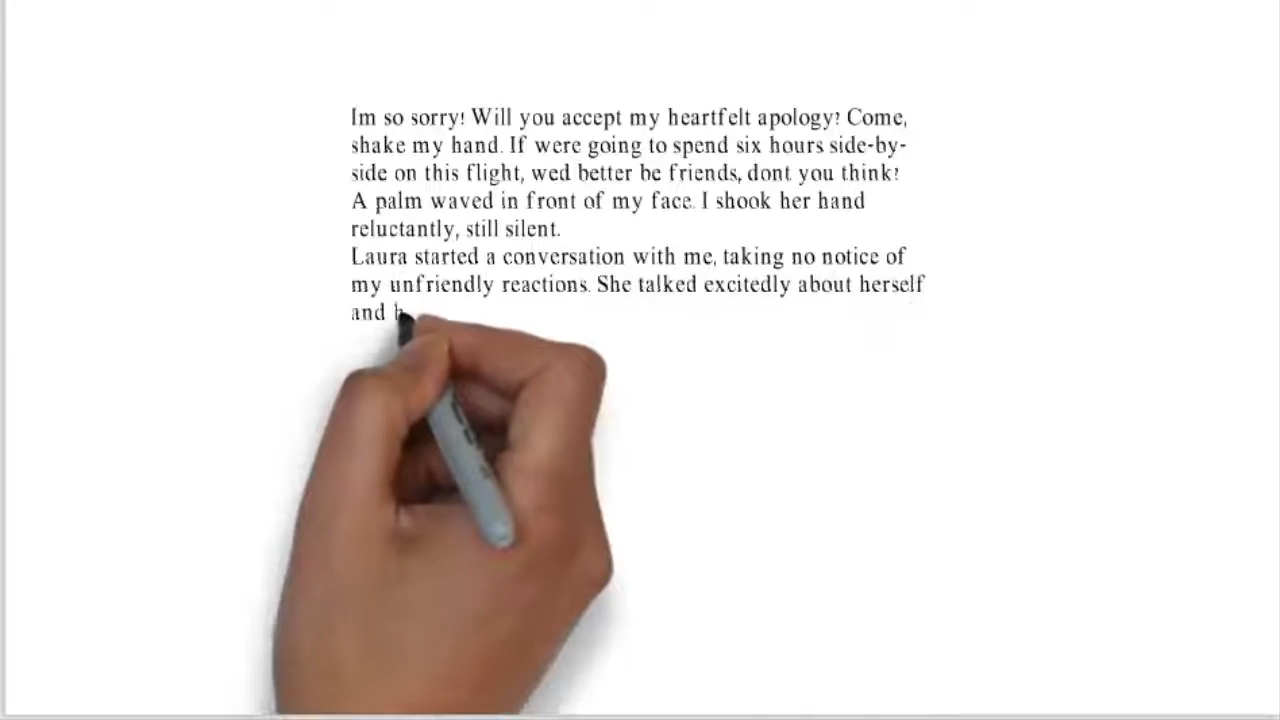 Im so sorry! Will you accept my heartfelt apology? Come,
shake my hand. If were going to spend six hours side-by-
side on this flight, wed better be friends, dont you think?
A palm waved in front of my face. I shook her hand
reluctantly, still silent.
Laura started a conversation with me, taking no notice of
my unfriendly reactions. She talked excitedly about herself
and